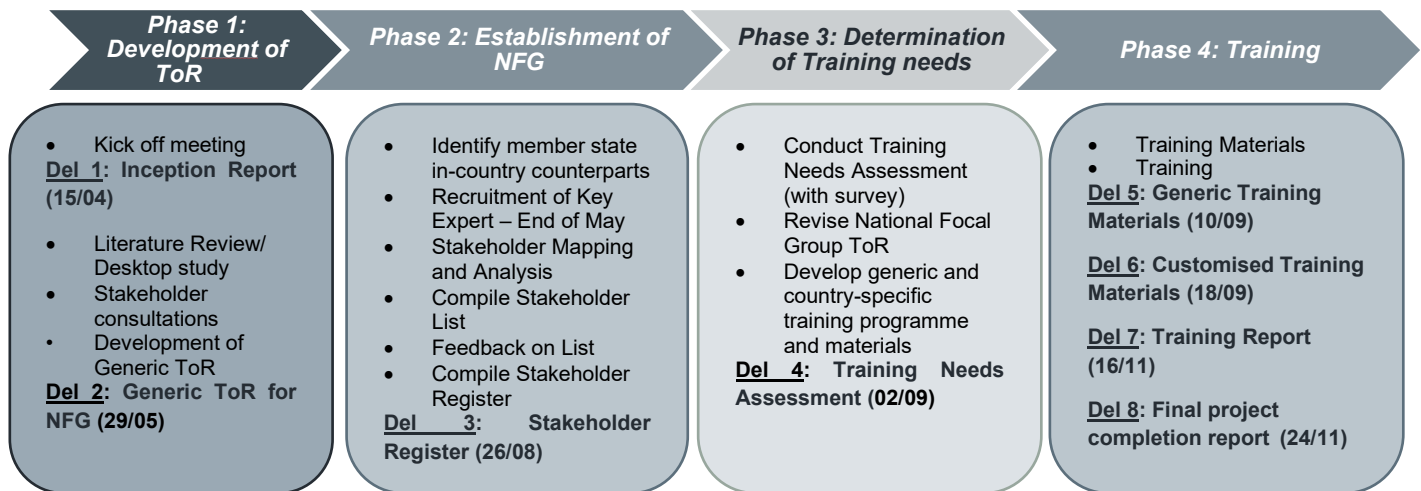 Phase 1:
Development of
ToR
Phase 2: Establishment of
NFG
Phase 3: Determination
of Training needs
Phase 4: Training
• Kick off meeting
Del 1: Inception Report
(15/04)
• Literature Review/
Desktop study
• Stakeholder
consultations
• Development of
Generic ToR
Del 2: Generic ToR for
NFG (29/05)
• Identify member state
in-country counterparts
• Recruitment of Key
Expert – End of May
• Stakeholder Mapping
and Analysis
• Compile Stakeholder
List
• Feedback on List
• Compile Stakeholder
Register
Del 3: Stakeholder
Register (26/08)
• Conduct Training
Needs Assessment
(with survey)
• Revise National Focal
Group ToR
• Develop generic and
country-specific
training programme
and materials
Del 4: Training Needs
Assessment (02/09)
• Training Materials
• Training
Del 5: Generic Training
Materials (10/09)
Del 6: Customised Training
Materials (18/09)
Del 7: Training Report
(16/11)
Del 8: Final project
completion report (24/11)